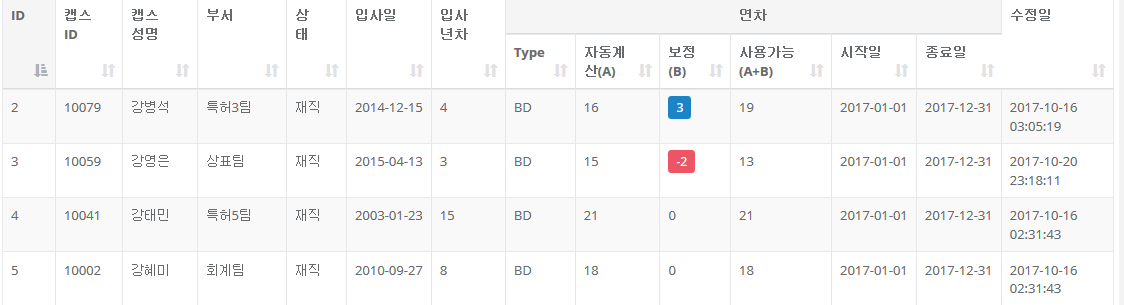 ID 캡스 ID 캡스 성명 부서 상태 입사일 입사년차 연차 수정일
Type 자동계산(A) 보정(B) 사용가능(A+B) 시작일 종료일
2 10079 강병석 특허3팀 재직 2014-12-15 4 BD 16 3 19 2017-01-01 2017-12-31 2017-10-16 03:05:19
3 10059 강영은 상표팀 재직 2015-04-13 3 BD 15 -2 13 2017-01-01 2017-12-31 2017-10-20 23:18:11
4 10041 강태민 특허5팀 재직 2003-01-23 15 BD 21 0 21 2017-01-01 2017-12-31 2017-10-16 02:31:43
5 10002 강혜미 회계팀 재직 2010-09-27 8 BD 18 0 18 2017-01-01 2017-12-31 2017-10-16 02:31:43